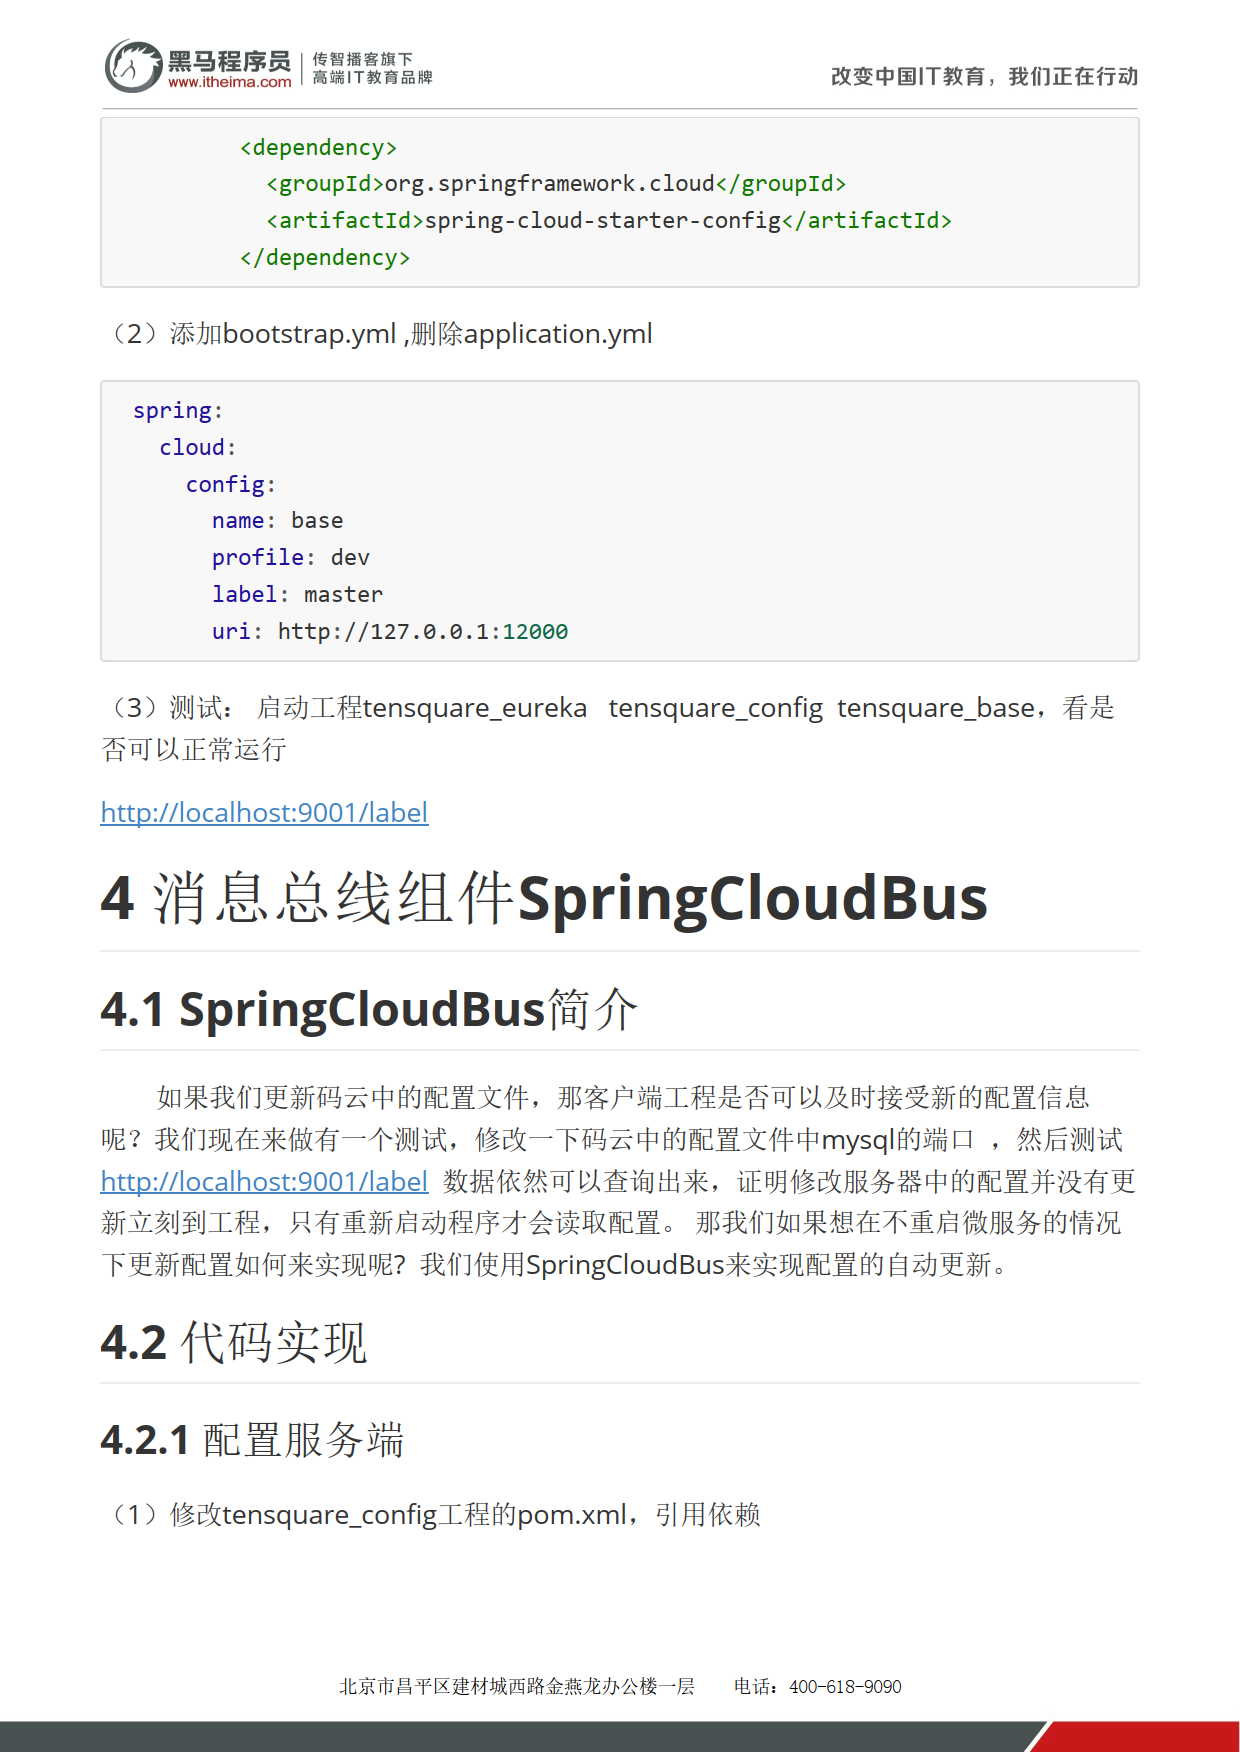 黑马程序员
www.itheima.com
传智播客旗下
高端IT教育品牌
改变中国IT教育，我们正在行动
<dependency>
<groupId>org.springframework.cloud</groupId>
<artifactId>spring-cloud-starter-config</artifactId>
</dependency>
（2）添加bootstrap.yml ,删除application.yml
spring:
cloud:
config:
name: base
profile: dev
label: master
uri: http://127.0.0.1:12000
（3）测试： 启动工程tensquare_eureka tensquare_config tensquare_base，看是
否可以正常运行
http://localhost:9001/label
4 消息总线组件SpringCloudBus
4.1 SpringCloudBus简介
如果我们更新码云中的配置文件，那客户端工程是否可以及时接受新的配置信息
呢？我们现在来做有一个测试，修改一下码云中的配置文件中mysql的端口 ，然后测试
http://localhost:9001/label 数据依然可以查询出来，证明修改服务器中的配置并没有更
新立刻到工程，只有重新启动程序才会读取配置。 那我们如果想在不重启微服务的情况
下更新配置如何来实现呢? 我们使用SpringCloudBus来实现配置的自动更新。
4.2 代码实现
4.2.1 配置服务端
（1）修改tensquare_config工程的pom.xml，引用依赖
北京市昌平区建材城西路金燕龙办公楼一层 电话：400-618-9090